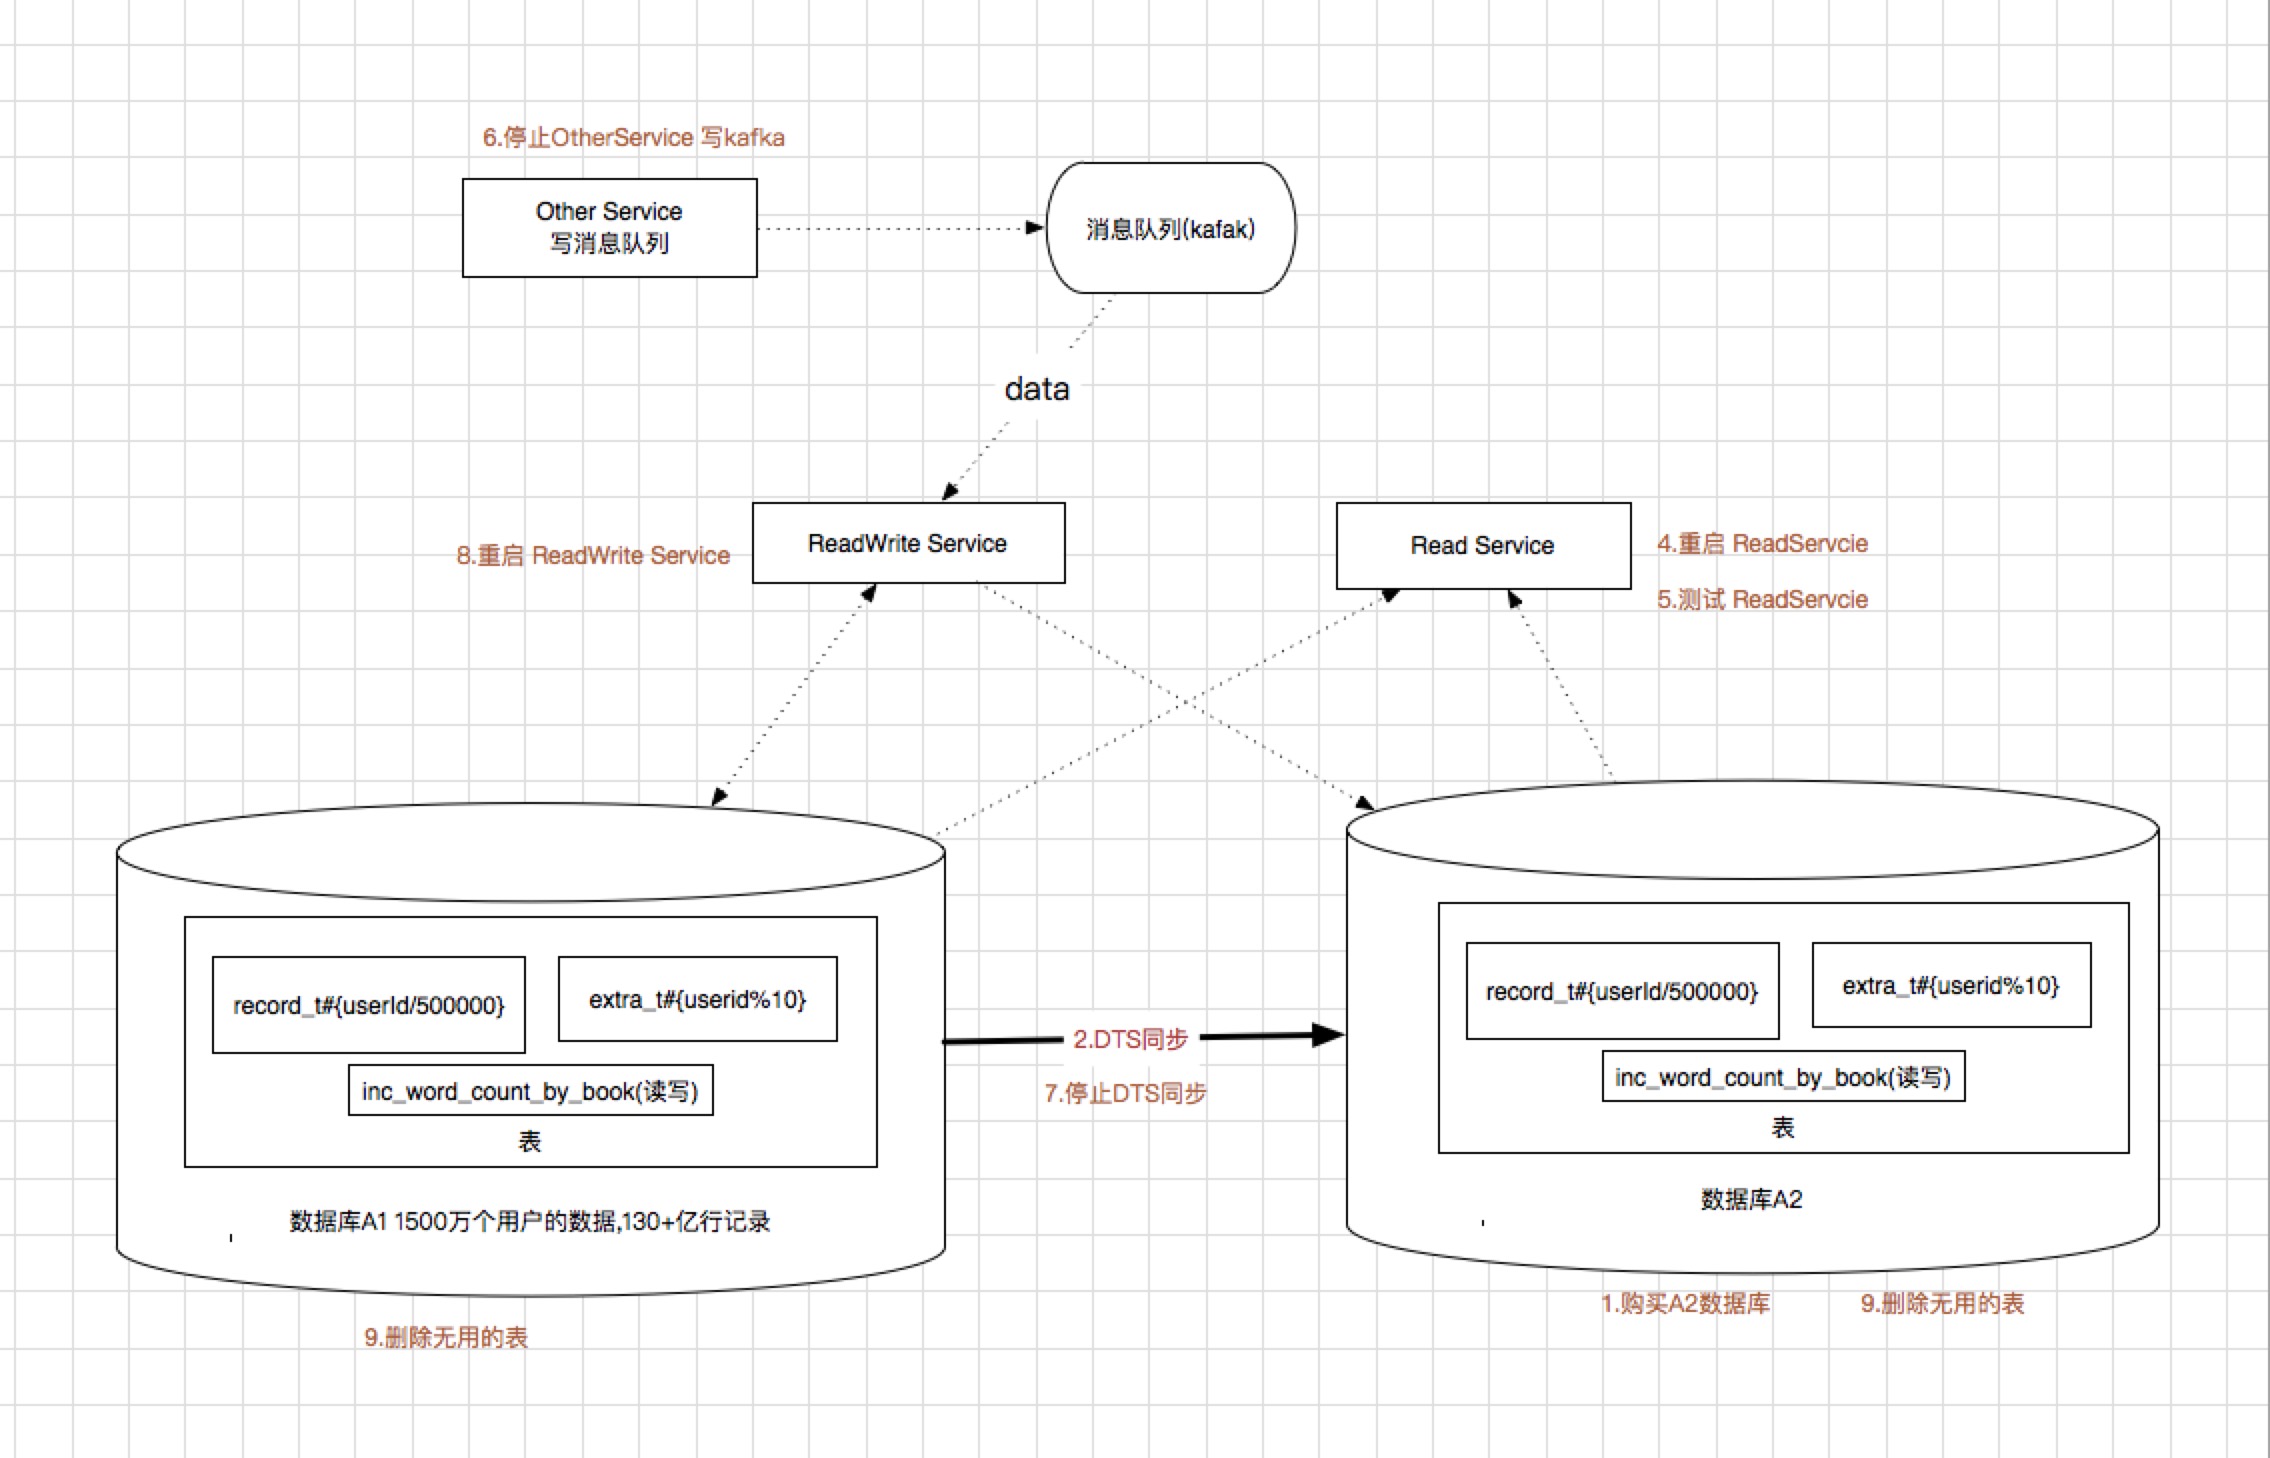 6.停止OtherService 写kafka
Other Service
写消息队列
消息队列(kafak)
data
ReadWrite Service
8.重启 ReadWrite Service
Read Service
4.重启 ReadServcie
5.测试 ReadServcie
record_t#{userId/500000}
extra_t#{userid%10}
inc_word_count_by_book(读写)
表
数据库A1 1500万个用户的数据,130+亿行记录
9.删除无用的表
2.DTS同步
7.停止DTS同步
record_t#{userId/500000}
extra_t#{userid%10}
inc_word_count_by_book(读写)
表
数据库A2
1.购买A2数据库
9.删除无用的表